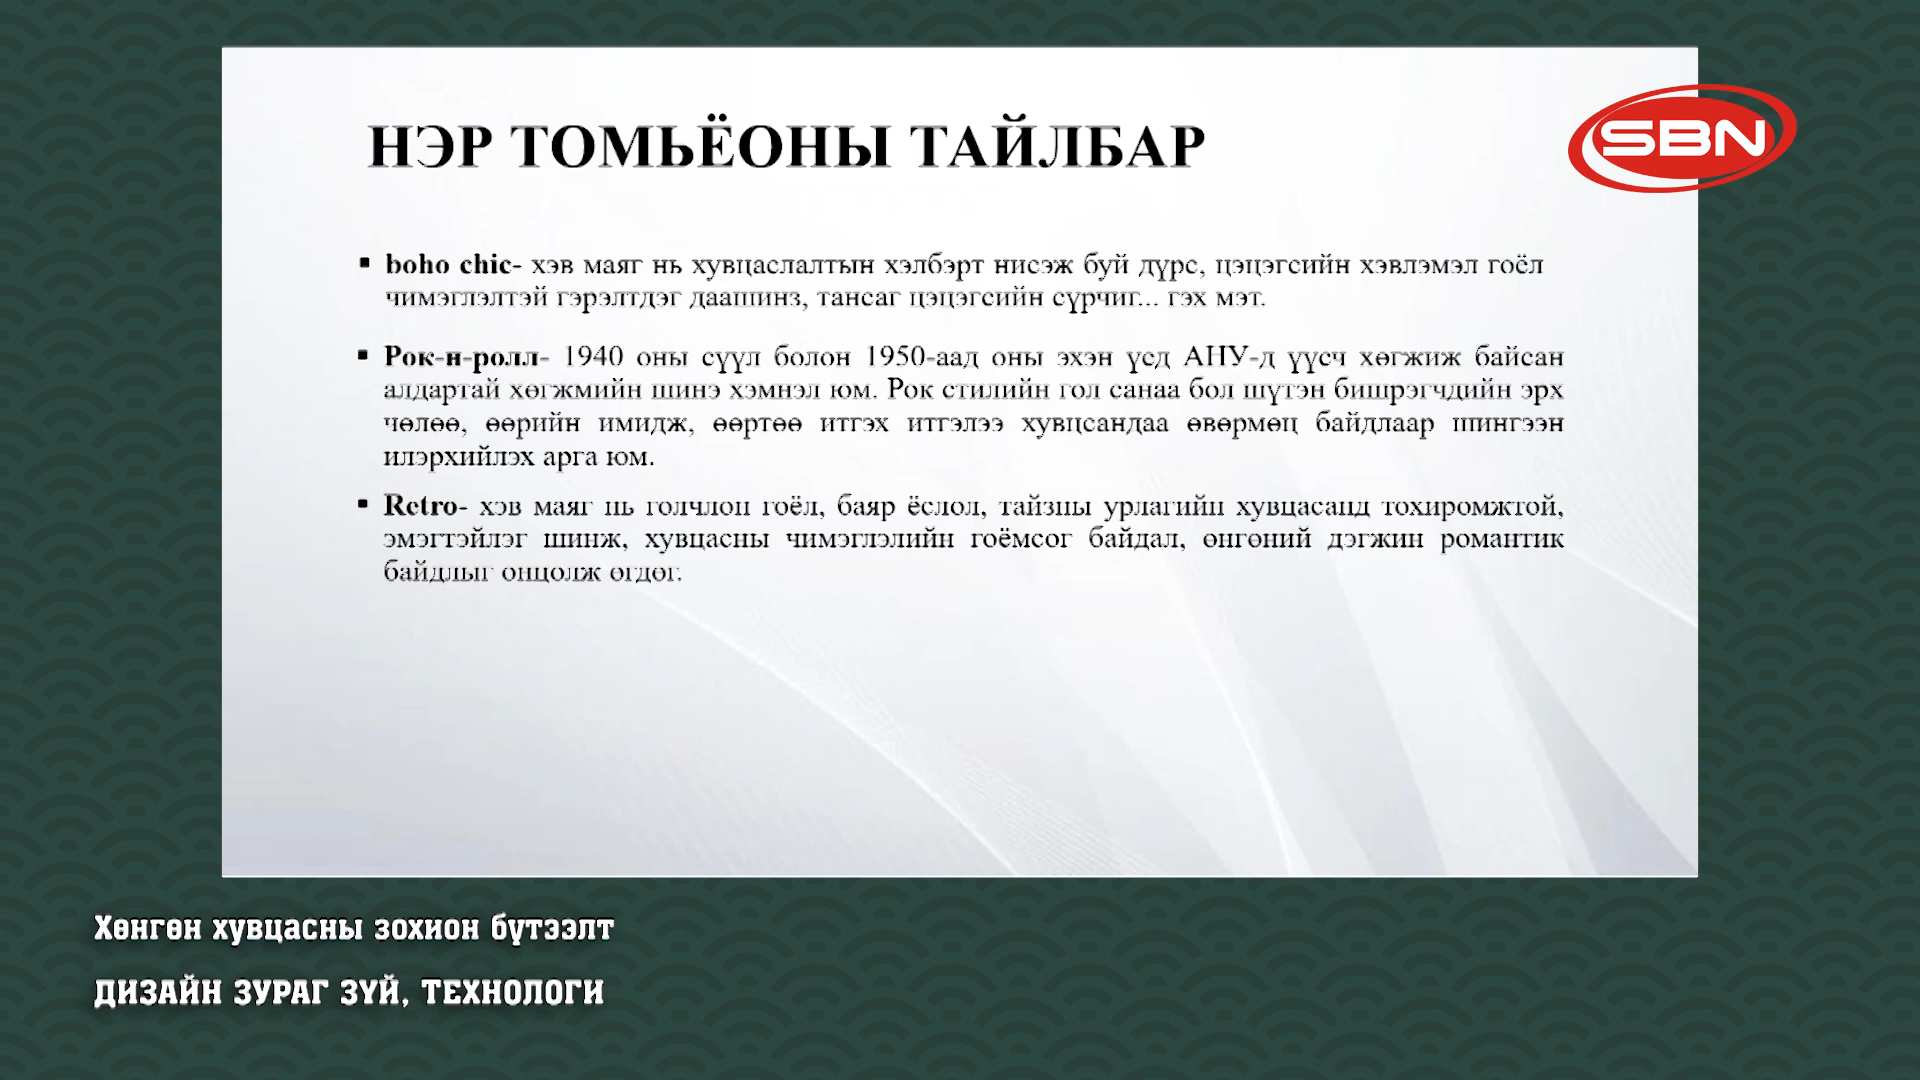 НЭР ТОМЬЁОНЫ ТАЙЛБАР
SBN
▪ boho chic- хэв маяг нь хувцаслалтын хэлбэрт нисэж буй дүрс, цэцэгсийн хэвлэмэл гоёл
чимэглэлтэй гэрэлтдэг даашинз, тансаг цэцэгсийн сүрчиг... гэх мэт.
▪ Рок-н-ролл- 1940 оны сүүл болон 1950-аад оны эхэн үед АНУ-д үүсч хөгжиж байсан
алдартай хөгжмийн шинэ хэмнэл юм. Рок стилийн гол санаа бол шүтэн бишрэгчдийн эрх
чөлөө, өөрийн имидж, өөртөө итгэх итгэлээ хувцсандаа өвөрмөц байдлаар шингээн
илэрхийлэх арга юм.
▪ Retro- хэв маяг нь голчлон гоёл, баяр ёслол, тайзны урлагийн хувцасанд тохиромжтой,
эмэгтэйлэг шинж, хувцасны чимэглэлийн гоёмсог байдал, өнгөний дэгжин романтик
байдлыг онцолж өгдөг.
Хөнгөн хувцасны зохион бүтээлт
ДИЗАЙН ЗУРАГ ЗҮЙ, ТЕХНОЛОГИ